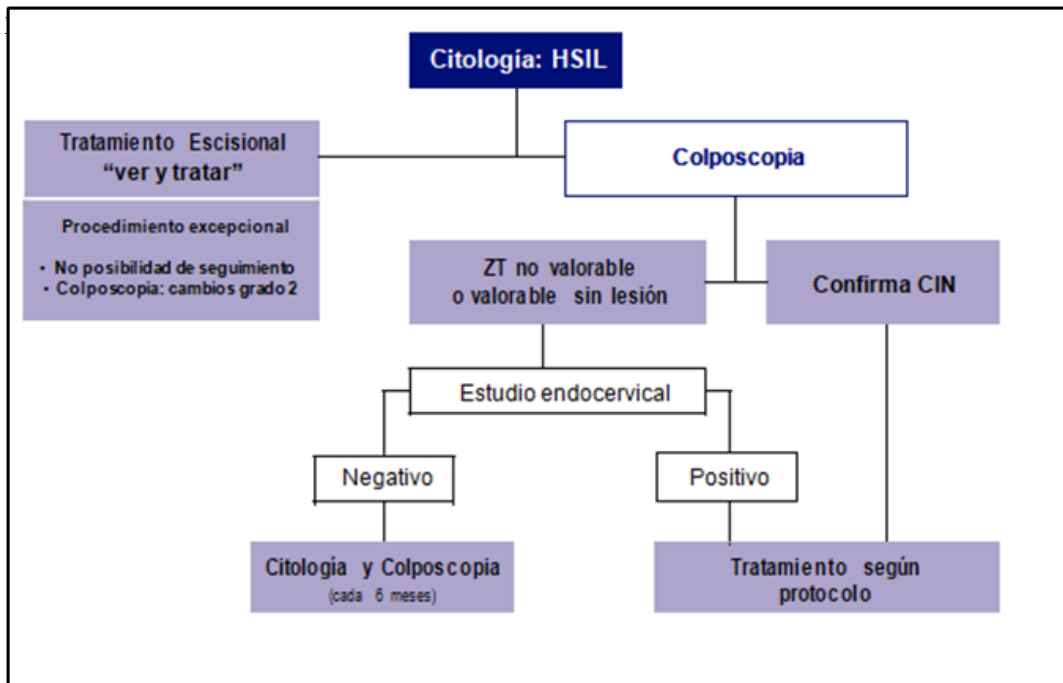 Citología: HSIL
Tratamiento Escisional
“ver y tratar”
Colposcopia
Procedimiento excepcional
• No posibilidad de seguimiento
• Colposcopia: cambios grado 2
ZT no valorable
o valorable sin lesión
Confirma CIN
Estudio endocervical
Negativo
Positivo
Citología y Colposcopia
(cada 6 meses)
Tratamiento según
protocolo